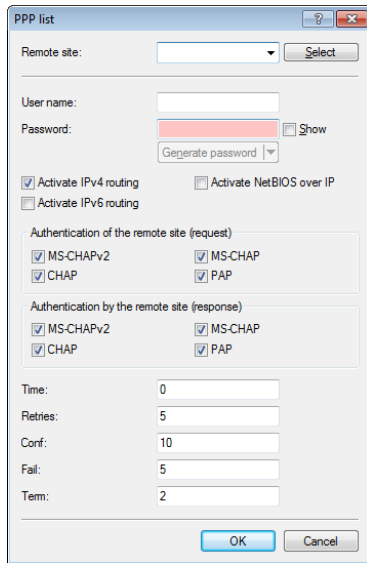 PPP list
Remote site:
Select
User name:
Password:
Show
Generate password
Activate IPv4 routing
Activate NetBIOS over IP
Activate IPv6 routing
Authentication of the remote site (request)
MS-CHAPv2
MS-CHAP
CHAP
PAP
Authentication by the remote site (response)
MS-CHAPv2
MS-CHAP
CHAP
PAP
Time: 0
Retries: 5
Conf: 10
Fail: 5
Term: 2
OK
Cancel